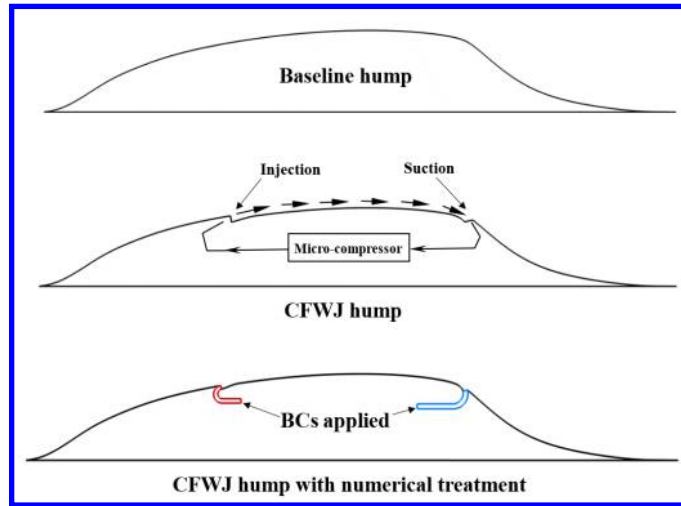 Baseline hump
Injection
Suction
Micro-compressor
CFWJ hump
BCs applied
CFWJ hump with numerical treatment